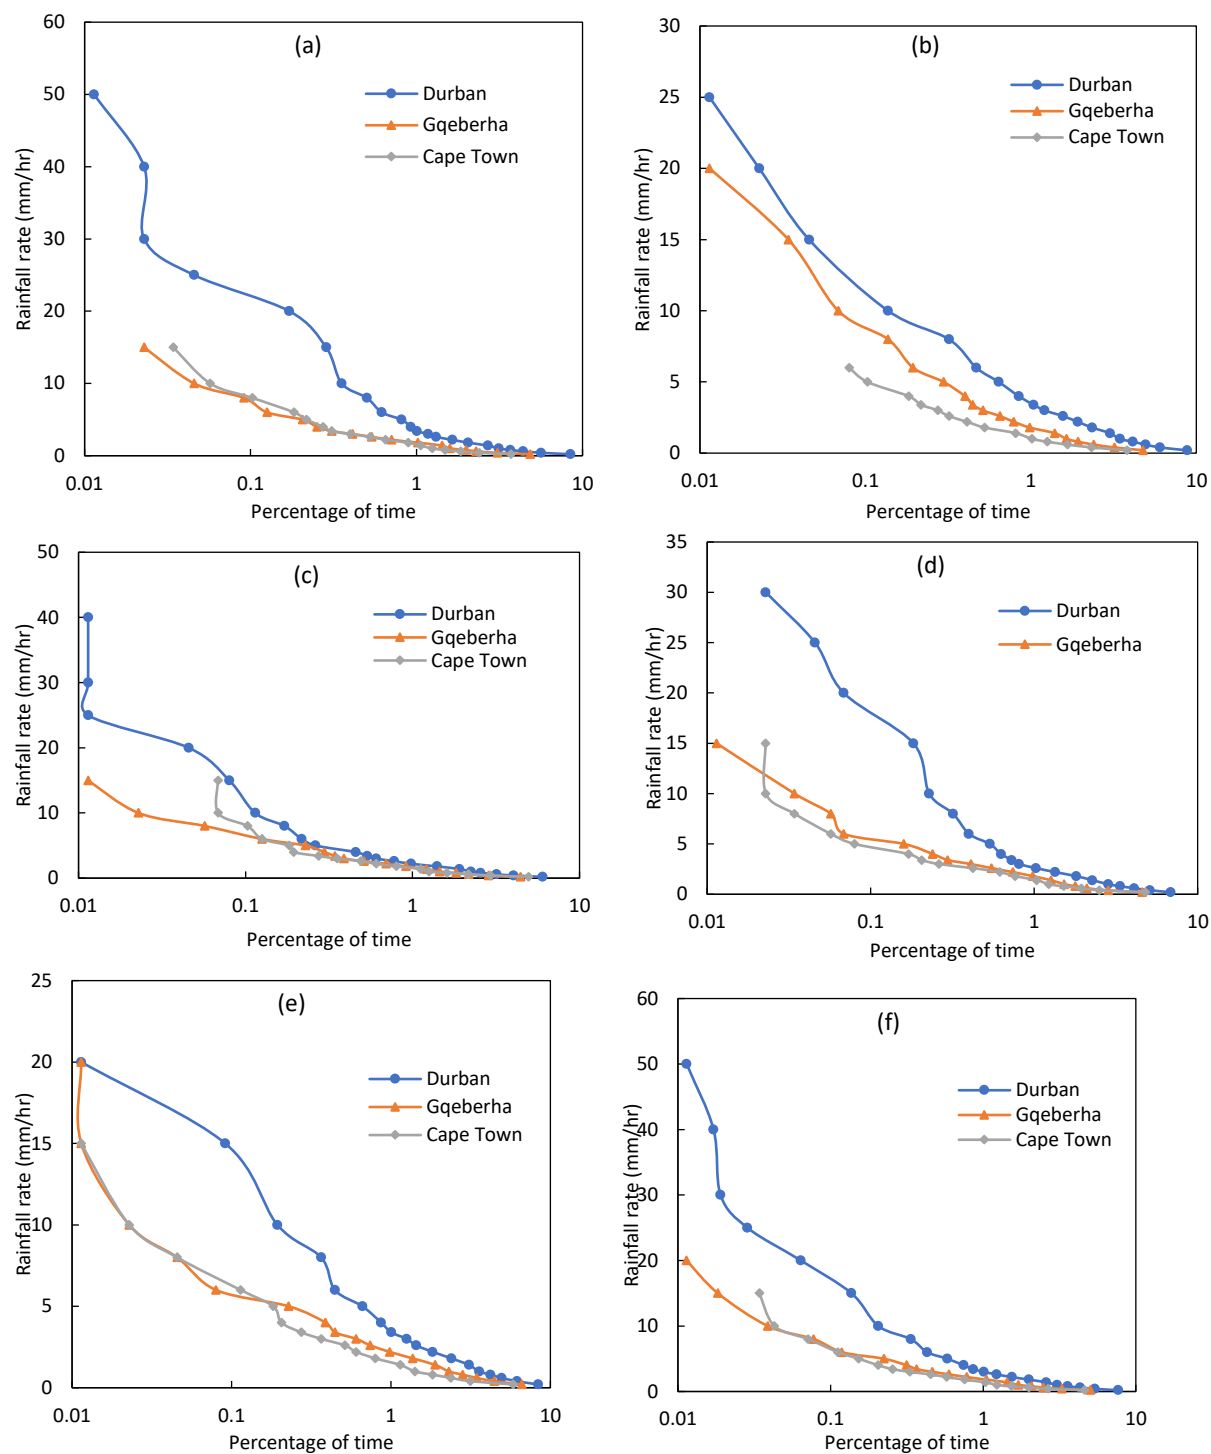 (a)
Rainfall rate (mm/hr)
60
50
40
30
20
10
0
Durban
Gqeberha
Cape Town
0.01 0.1 1 10
Percentage of time
(b)
Rainfall rate (mm/hr)
30
25
20
15
10
5
0
Durban
Gqeberha
Cape Town
0.01 0.1 1 10
Percentage of time
(c)
Rainfall rate (mm/hr)
50
40
30
20
10
0
Durban
Gqeberha
Cape Town
0.01 0.1 1 10
Percentage of time
(d)
Rainfall rate (mm/hr)
35
30
25
20
15
10
5
0
Durban
Gqeberha
0.01 0.1 1 10
Percentage of time
(e)
Rainfall rate (mm/hr)
25
20
15
10
5
0
Durban
Gqeberha
Cape Town
0.01 0.1 1 10
Percentage of time
(f)
Rainfall rate (mm/hr)
60
50
40
30
20
10
0
Durban
Gqeberha
Cape Town
0.01 0.1 1 10
Percentage of time